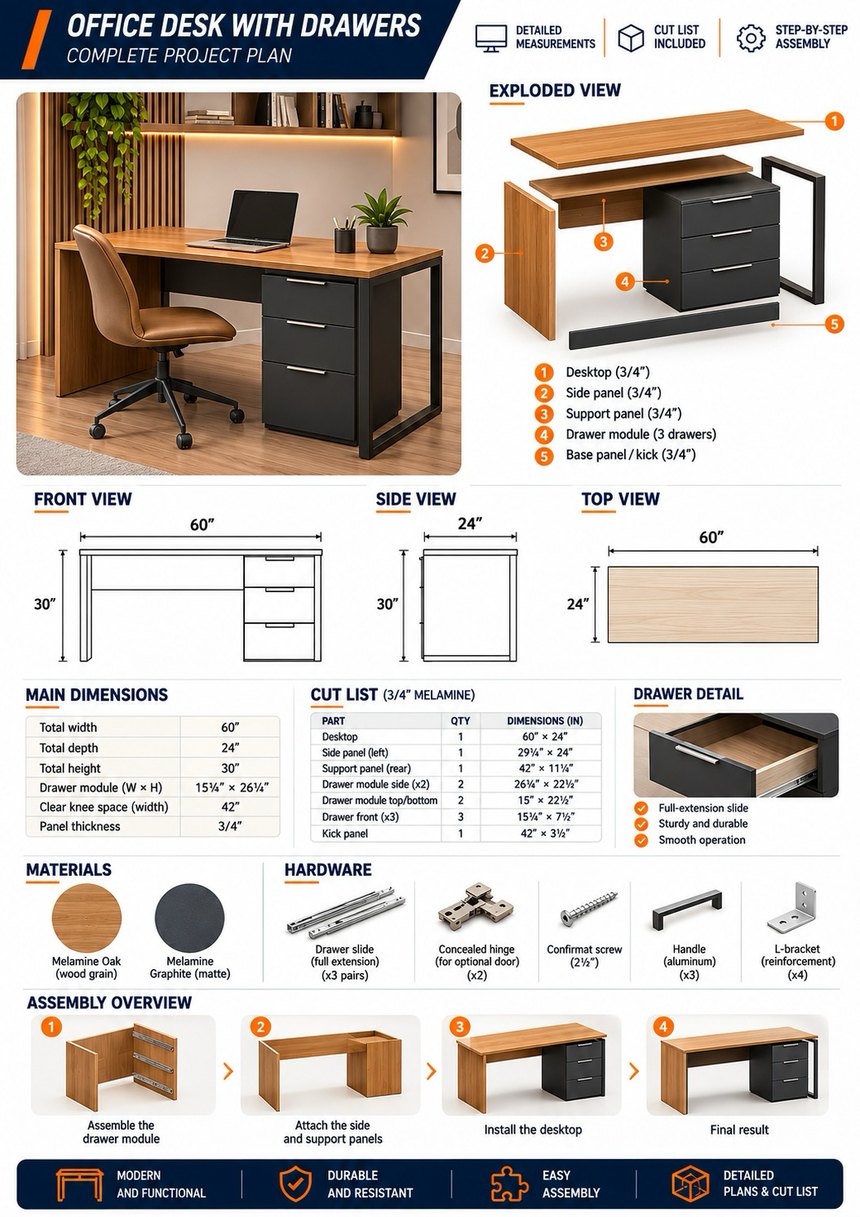 OFFICE DESK WITH DRAWERS
COMPLETE PROJECT PLAN
DETAILED
MEASUREMENTS
CUT LIST
INCLUDED
STEP-BY-STEP
ASSEMBLY
EXPLODED VIEW
1
2
3
4
5
1 Desktop (3/4”)
2 Side panel (3/4”)
3 Support panel (3/4”)
4 Drawer module (3 drawers)
5 Base panel / kick (3/4”)
FRONT VIEW
60”
30”
SIDE VIEW
24”
30”
TOP VIEW
60”
24”
MAIN DIMENSIONS
Total width 60”
Total depth 24”
Total height 30”
Drawer module (W × H) 15¼” × 26¼”
Clear knee space (width) 42”
Panel thickness 3/4”
CUT LIST (3/4” MELAMINE)
PART QTY DIMENSIONS (IN)
Desktop 1 60” × 24”
Side panel (left) 1 29¼” × 24”
Support panel (rear) 1 42” × 11¼”
Drawer module side (x2) 2 26¼” × 22½”
Drawer module top/bottom 2 15” × 22½”
Drawer front (x3) 3 15¼” × 7½”
Kick panel 1 42” × 3½”
DRAWER DETAIL
Full-extension slide
Sturdy and durable
Smooth operation
MATERIALS
Melamine Oak
(wood grain)
Melamine
Graphite (matte)
HARDWARE
Drawer slide
(full extension)
(x3 pairs)
Concealed hinge
(for optional door)
(x2)
Confirmat screw
(2½”)
Handle
(aluminum)
(x3)
L-bracket
(reinforcement)
(x4)
ASSEMBLY OVERVIEW
1
Assemble the
drawer module
2
Attach the side
and support panels
3
Install the desktop
4
Final result
MODERN
AND FUNCTIONAL
DURABLE
AND RESISTANT
EASY
ASSEMBLY
DETAILED
PLANS & CUT LIST